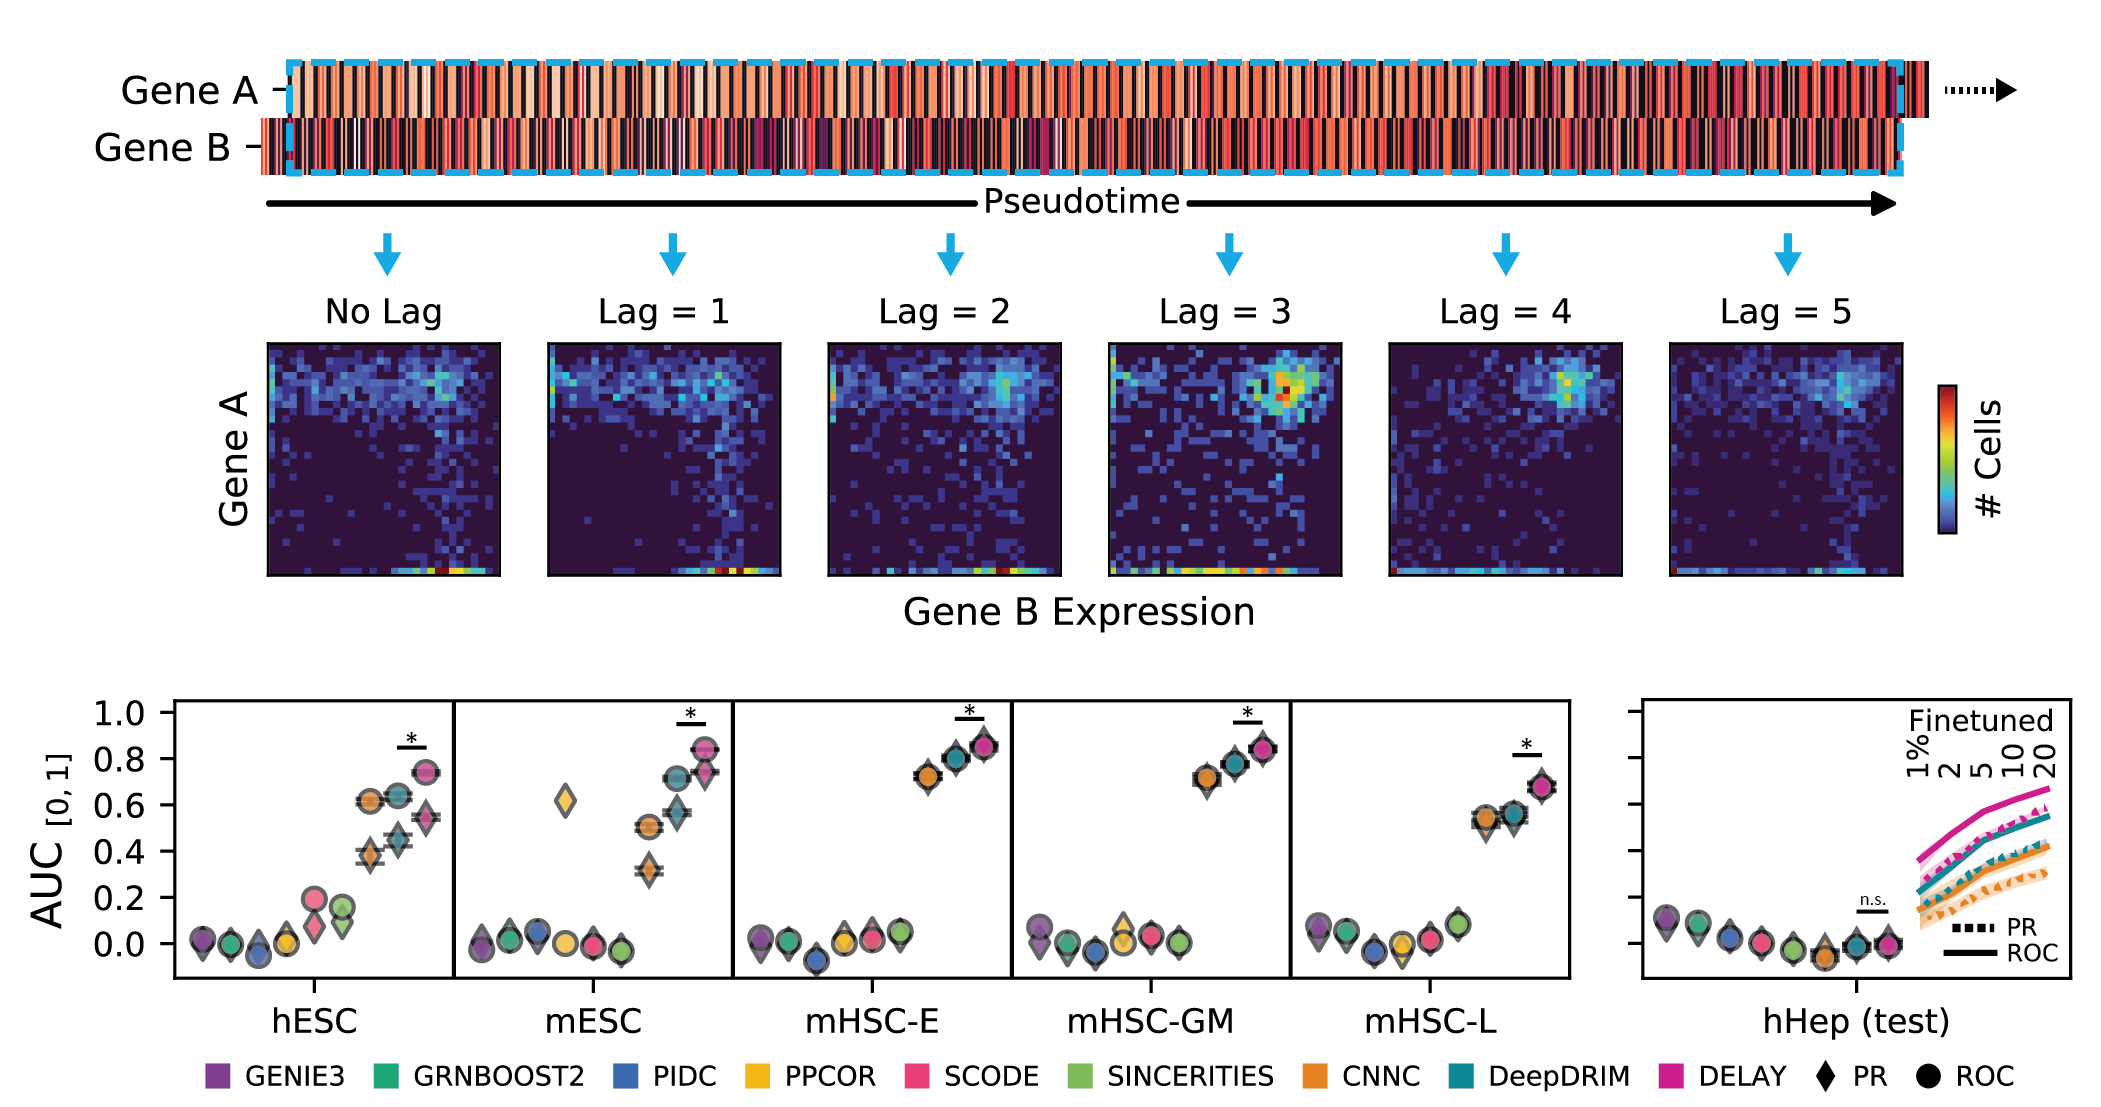 Gene A
Gene B
Pseudotime
No Lag
Lag = 1
Lag = 2
Lag = 3
Lag = 4
Lag = 5
Gene A
# Cells
Gene B Expression
AUC [0, 1]
1.0
0.8
0.6
0.4
0.2
0.0
*
*
*
*
*
Finetuned
1%
2
5
10
20
n.s.
PR
ROC
hESC
mESC
mHSC-E
mHSC-GM
mHSC-L
hHep (test)
GENIE3 GRNBOOST2 PIDC PPCOR SCODE SINCERITIES CNNC DeepDRIM DELAY PR ROC